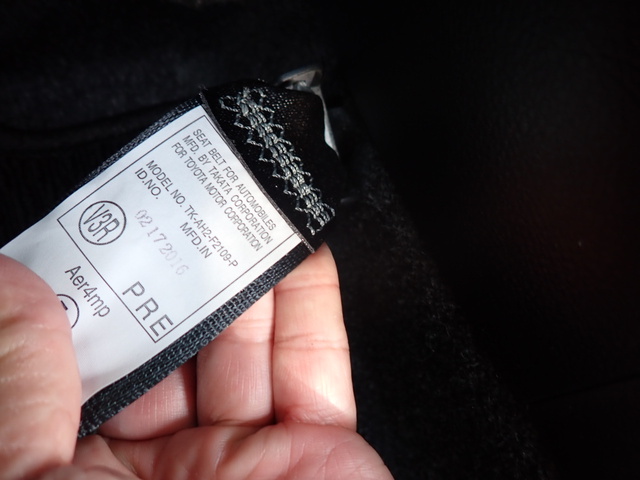 SEAT BELT FOR AUTOMOBILES
MFD. BY TAKATA CORPORATION
FOR TOYOTA MOTOR CORPORATION
MODEL NO. TK-AH2-F2109-P
ID.NO. MFD.IN
V3R 02172016
PRE
Aer4mp